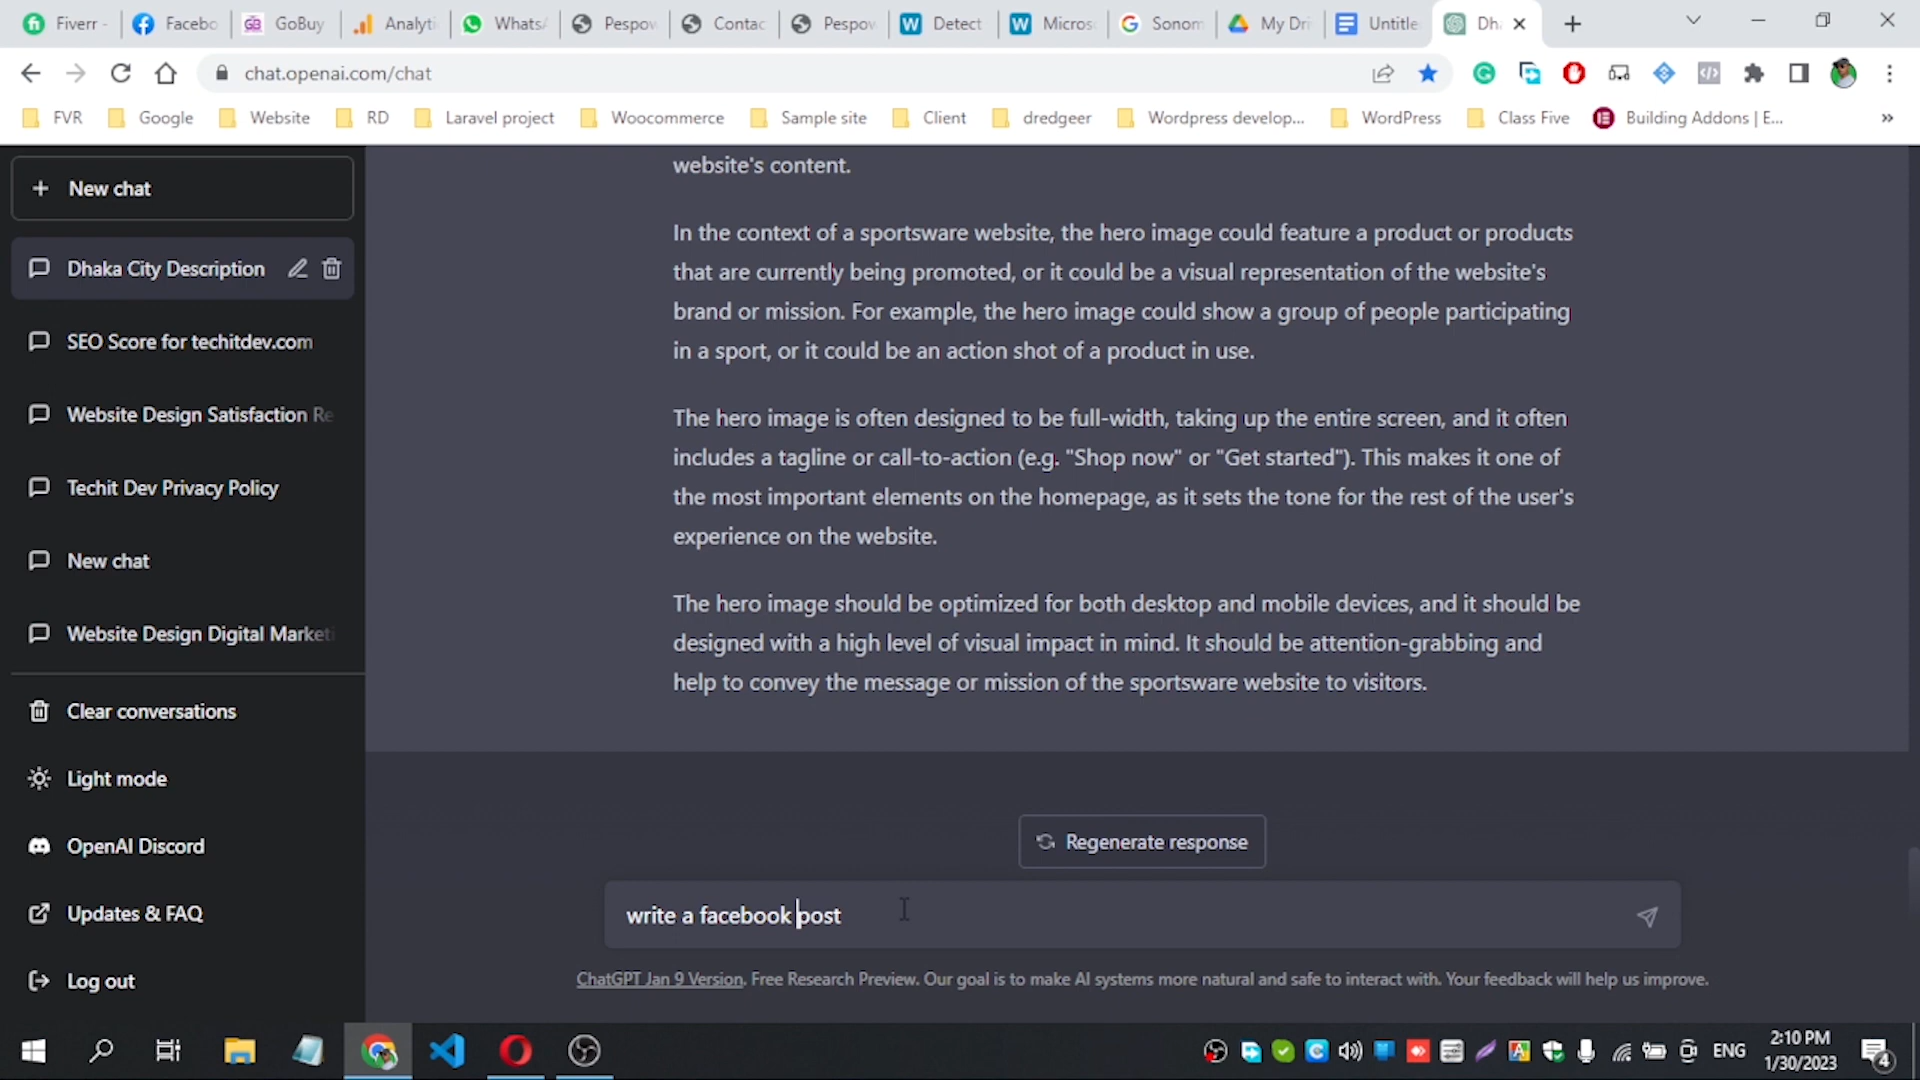 Fiverr -
Facebo
GoBuy
Analyti
WhatsA
Pespow
Contac
Pespow
Detect
Micros
Sonom
My Dri
Untitle
Dha
chat.openai.com/chat
FVR
Google
Website
RD
Laravel project
Woocommerce
Sample site
Client
dredgeer
Wordpress develop...
WordPress
Class Five
Building Addons | E...
New chat
Dhaka City Description
SEO Score for techitdev.com
Website Design Satisfaction Re
Techit Dev Privacy Policy
New chat
Website Design Digital Marketi
Clear conversations
Light mode
OpenAI Discord
Updates & FAQ
Log out
website's content.
In the context of a sportsware website, the hero image could feature a product or products
that are currently being promoted, or it could be a visual representation of the website's
brand or mission. For example, the hero image could show a group of people participating
in a sport, or it could be an action shot of a product in use.
The hero image is often designed to be full-width, taking up the entire screen, and it often
includes a tagline or call-to-action (e.g. "Shop now" or "Get started"). This makes it one of
the most important elements on the homepage, as it sets the tone for the rest of the user's
experience on the website.
The hero image should be optimized for both desktop and mobile devices, and it should be
designed with a high level of visual impact in mind. It should be attention-grabbing and
help to convey the message or mission of the sportsware website to visitors.
Regenerate response
write a facebook post
ChatGPT Jan 9 Version. Free Research Preview. Our goal is to make AI systems more natural and safe to interact with. Your feedback will help us improve.
ENG
2:10 PM
1/30/2023
4